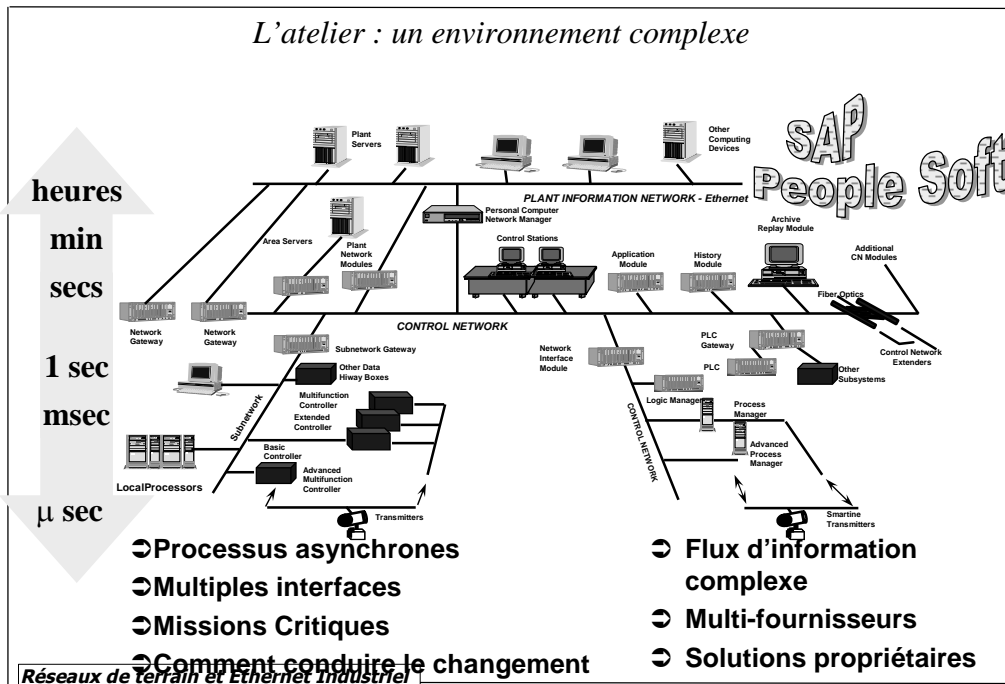 L'atelier : un environnement complexe
Plant
Servers
Other
Computing
Devices
SAP
People Soft
heures
min
secs
1 sec
msec
µ sec
PLANT INFORMATION NETWORK - Ethernet
Personal Computer
Network Manager
Area Servers
Plant
Network
Modules
Control Stations
Application
Module
History
Module
Archive
Replay Module
Additional
CN Modules
Fiber Optics
Network
Gateway
Network
Gateway
CONTROL NETWORK
Control Network
Extenders
Subnetwork Gateway
Network
Interface
Module
PLC
Gateway
PLC
Other
Subsystems
Other Data
Hiway Boxes
Logic Manager
Multifunction
Controller
Extended
Controller
Subnetwork
CONTROL NETWORK
Process
Manager
Advanced
Process
Manager
Basic
Controller
Advanced
Multifunction
Controller
LocalProcessors
Transmitters
Smartine
Transmitters
➲Processus asynchrones
➲Multiples interfaces
➲Missions Critiques
➲Comment conduire le changement
➲ Flux d'information
complexe
➲ Multi-fournisseurs
➲ Solutions propriétaires
Réseaux de terrain et Ethernet Industriel